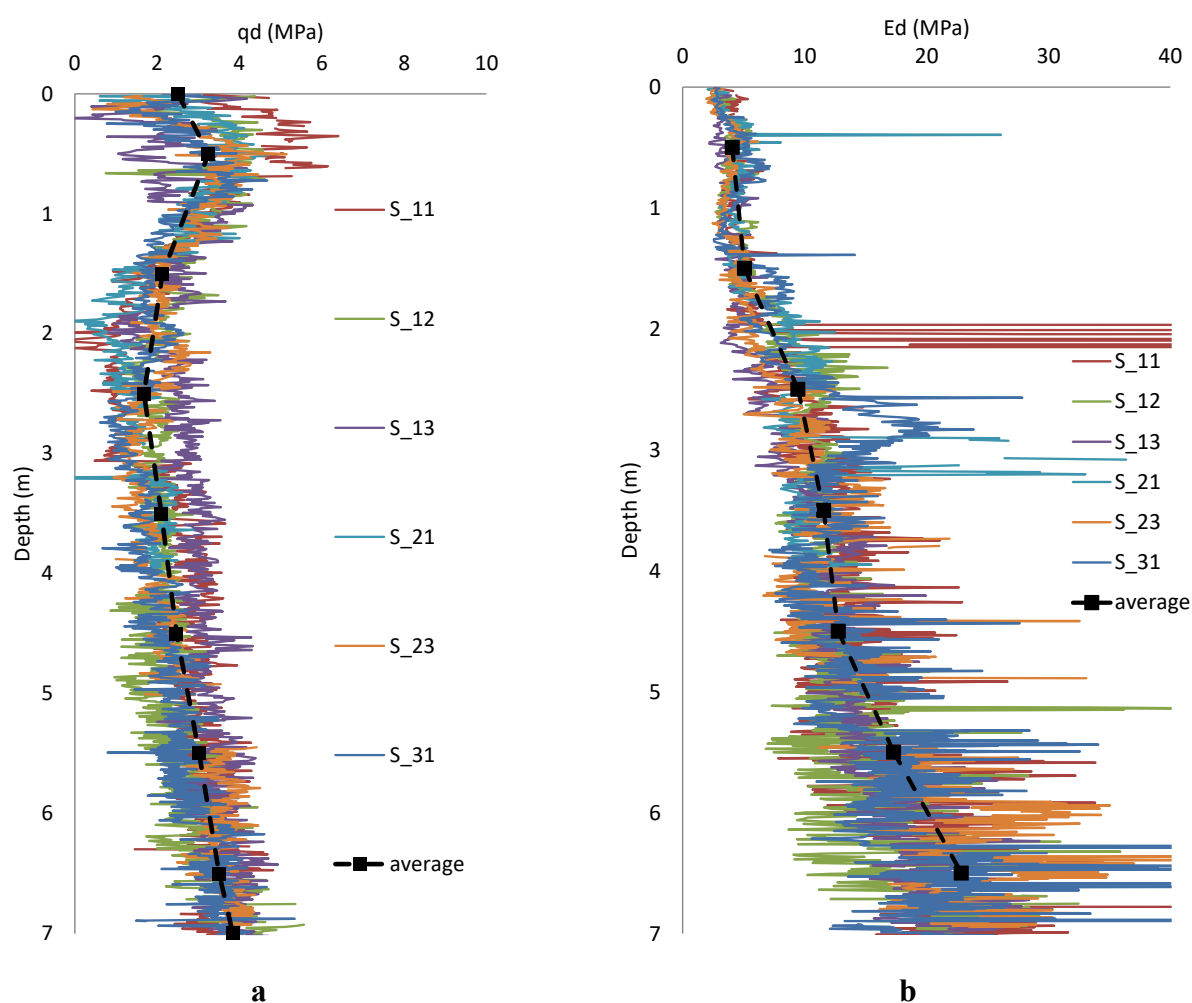 qd (MPa)
0 2 4 6 8 10
0
1
2
3
4
5
6
7
Depth (m)
S_11
S_12
S_13
S_21
S_23
S_31
average
a
Ed (MPa)
0 10 20 30 40
0
1
2
3
4
5
6
7
Depth (m)
S_11
S_12
S_13
S_21
S_23
S_31
average
b